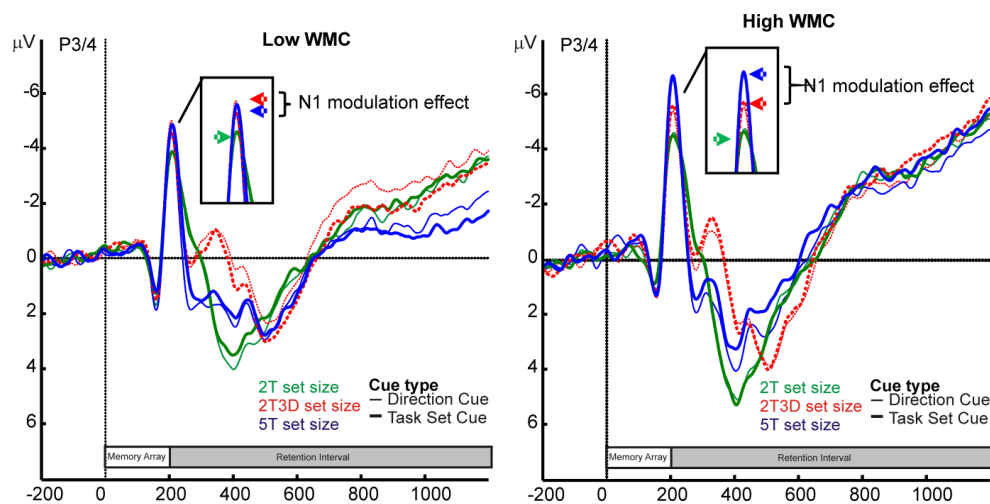 Low WMC
High WMC
μV
P3/4
N1 modulation effect
-6
-4
-2
0
2
4
6
2T set size
2T3D set size
5T set size
Cue type
Direction Cue
Task Set Cue
Memory Array
Retention Interval
-200 0 200 400 600 800 1000
μV
P3/4
N1 modulation effect
-6
-4
-2
0
2
4
6
2T set size
2T3D set size
5T set size
Cue type
Direction Cue
Task Set Cue
Memory Array
Retention Interval
-200 0 200 400 600 800 1000